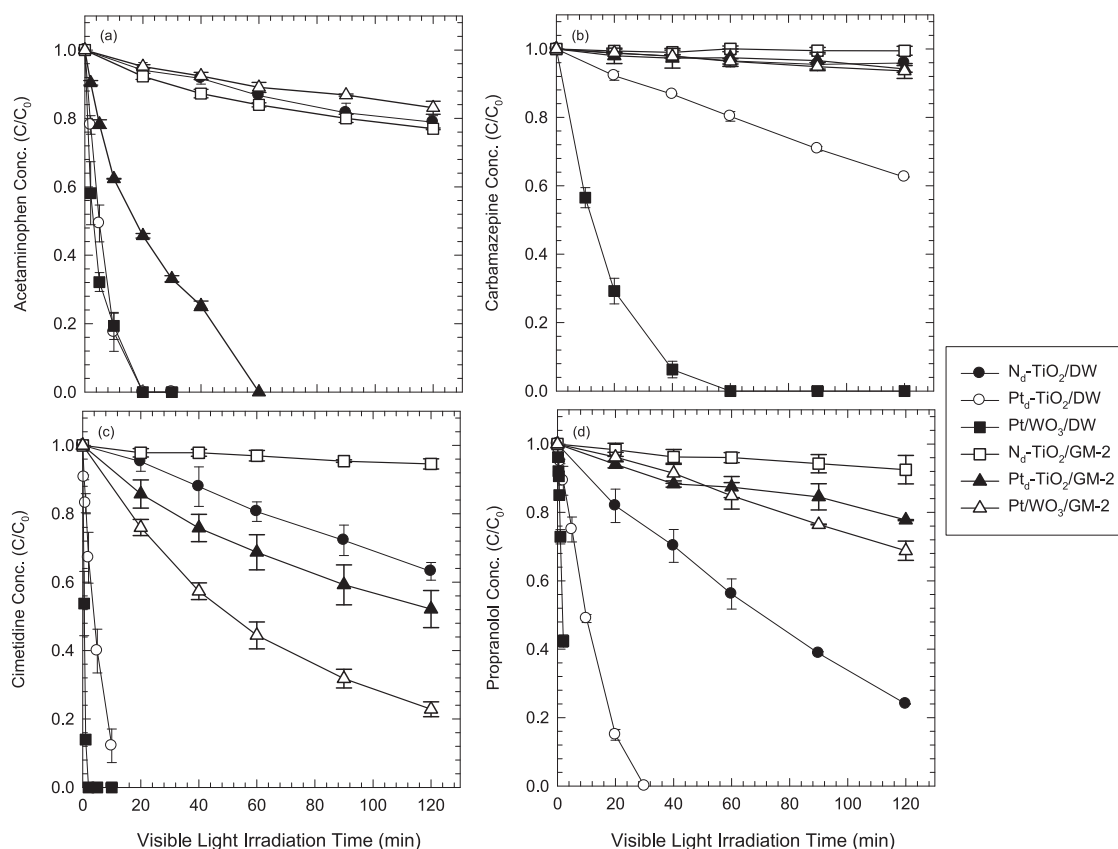 (a)
1.0
0.8
0.6
0.4
0.2
0.0
Acetaminophen Conc. (C/C₀)
(b)
1.0
0.8
0.6
0.4
0.2
0.0
Carbamazepine Conc. (C/C₀)
(c)
1.0
0.8
0.6
0.4
0.2
0.0
Cimetidine Conc. (C/C₀)
0 20 40 60 80 100 120
Visible Light Irradiation Time (min)
(d)
1.0
0.8
0.6
0.4
0.2
0.0
Propranolol Conc. (C/C₀)
0 20 40 60 80 100 120
Visible Light Irradiation Time (min)
N_d-TiO₂/DW
Pt_d-TiO₂/DW
Pt/WO₃/DW
N_d-TiO₂/GM-2
Pt_d-TiO₂/GM-2
Pt/WO₃/GM-2